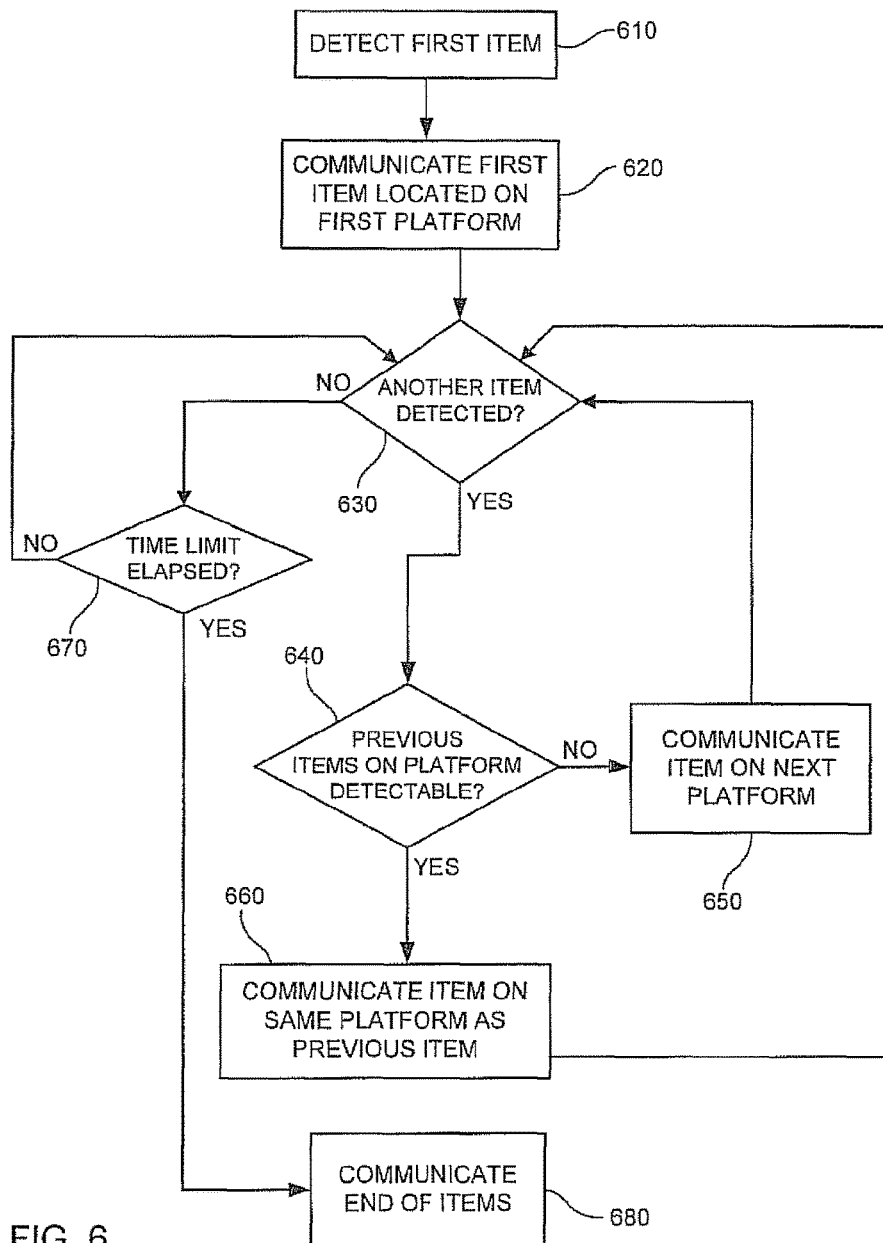 DETECT FIRST ITEM
610
COMMUNICATE FIRST
ITEM LOCATED ON
FIRST PLATFORM
620
ANOTHER ITEM
DETECTED?
NO
630
YES
TIME LIMIT
ELAPSED?
NO
670
YES
640
PREVIOUS
ITEMS ON PLATFORM
DETECTABLE?
NO
YES
COMMUNICATE
ITEM ON NEXT
PLATFORM
650
660
COMMUNICATE ITEM ON
SAME PLATFORM AS
PREVIOUS ITEM
COMMUNICATE
END OF ITEMS
680
FIG. 6